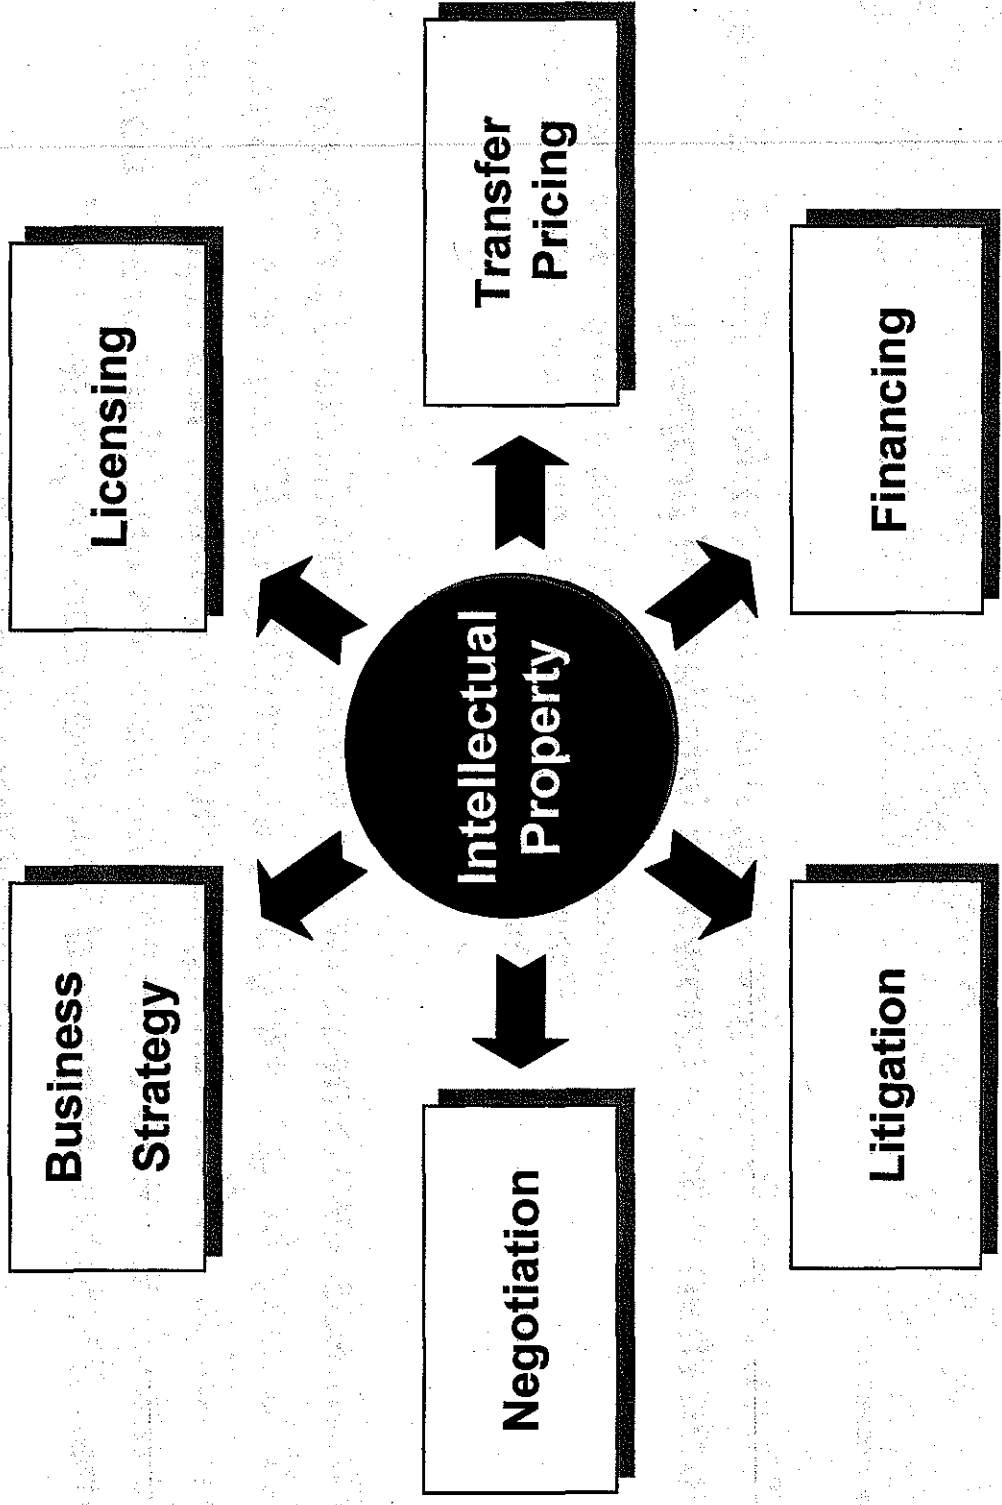 Business
Strategy
Licensing
Negotiation
Intellectual
Property
Transfer
Pricing
Litigation
Financing